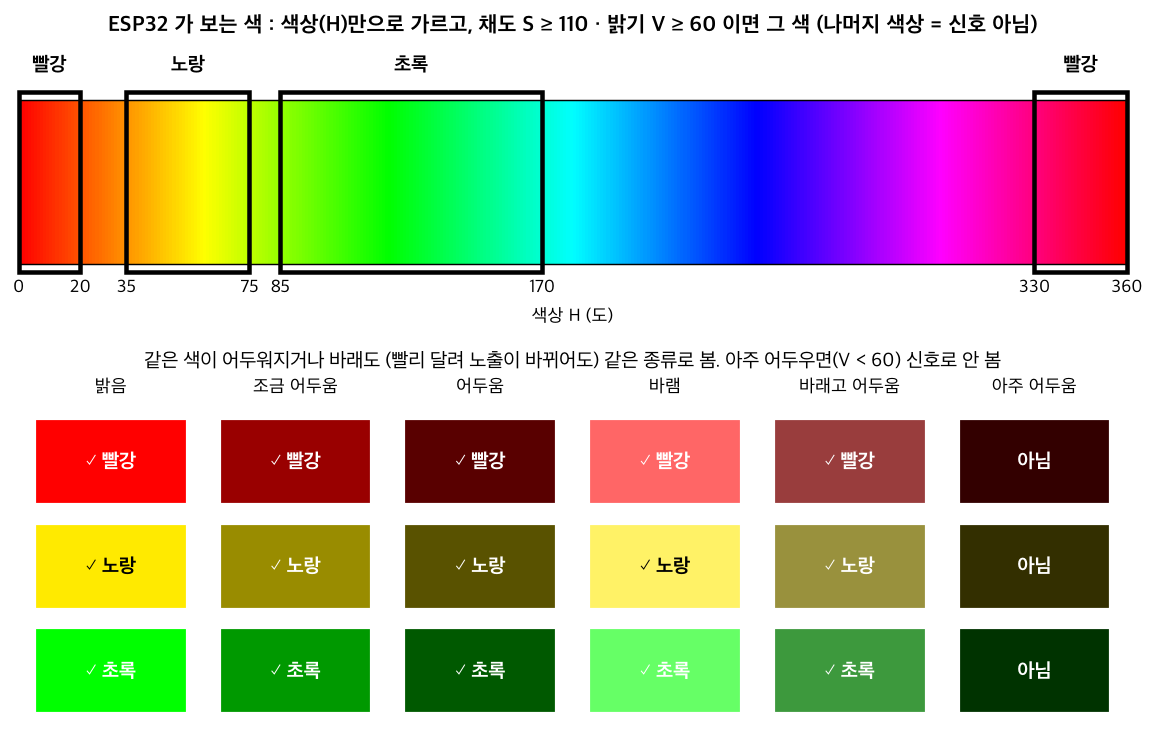 ESP32 가 보는 색 : 색상(H)만으로 가르고, 채도 S ≥ 110 · 밝기 V ≥ 60 이면 그 색 (나머지 색상 = 신호 아님)
빨강 노랑 초록 빨강
0 20 35 75 85 170 330 360
색상 H (도)
같은 색이 어두워지거나 바래도 (빨리 달려 노출이 바뀌어도) 같은 종류로 봄. 아주 어두우면(V < 60) 신호로 안 봄
밝음 조금 어두움 어두움 바램 바래고 어두움 아주 어두움
✓ 빨강 ✓ 빨강 ✓ 빨강 ✓ 빨강 ✓ 빨강 아님
✓ 노랑 ✓ 노랑 ✓ 노랑 ✓ 노랑 ✓ 노랑 아님
✓ 초록 ✓ 초록 ✓ 초록 ✓ 초록 ✓ 초록 아님